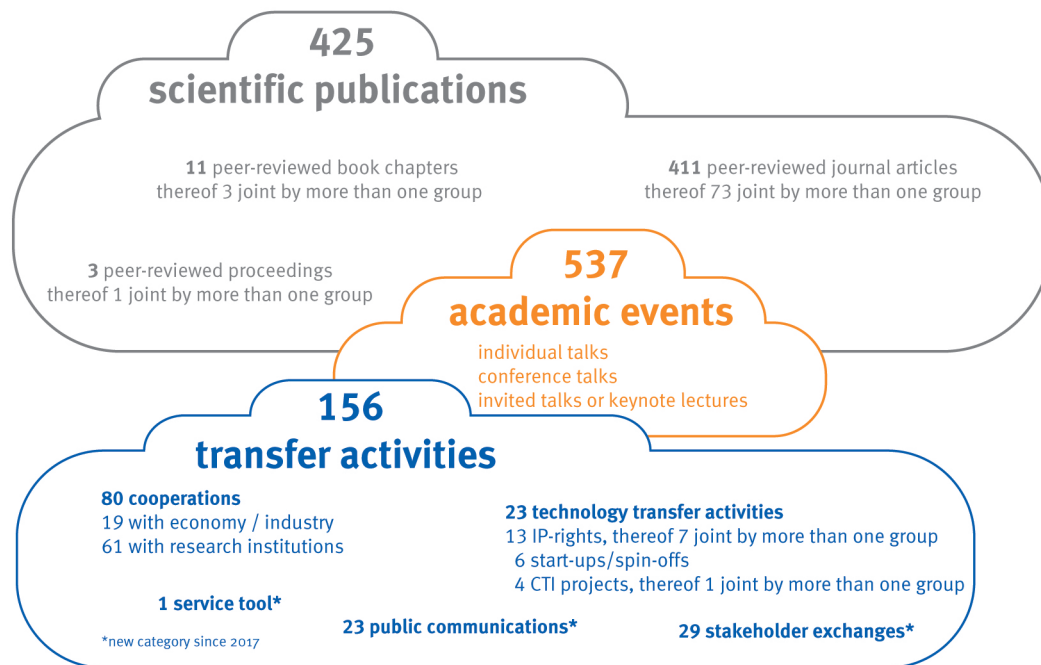 425
scientific publications
11 peer-reviewed book chapters
thereof 3 joint by more than one group
411 peer-reviewed journal articles
thereof 73 joint by more than one group
3 peer-reviewed proceedings
thereof 1 joint by more than one group
537
academic events
individual talks
conference talks
invited talks or keynote lectures
156
transfer activities
80 cooperations
19 with economy / industry
61 with research institutions
23 technology transfer activities
13 IP-rights, thereof 7 joint by more than one group
6 start-ups/spin-offs
4 CTI projects, thereof 1 joint by more than one group
1 service tool*
23 public communications*
29 stakeholder exchanges*
*new category since 2017